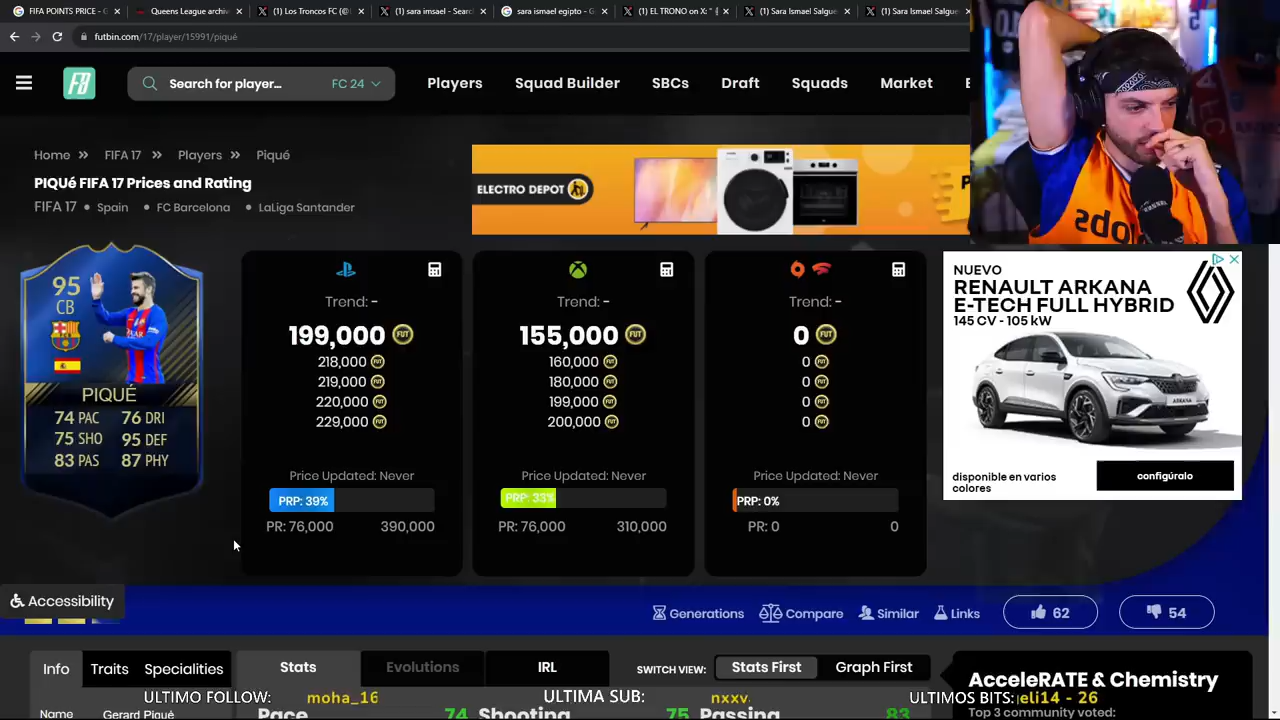 FIFA POINTS PRICE - G
Queens League archiv
(1) Los Troncos FC (@
(1) sara imsael - Searc
sara ismael egipto - G
(1) EL TRONO on X: "
(1) Sara Ismael Salgue
(1) Sara Ismael Salgue
futbin.com/17/player/15991/piqué
Search for player...
FC 24
Players
Squad Builder
SBCs
Draft
Squads
Market
Home
FIFA 17
Players
Piqué
PIQUé FIFA 17 Prices and Rating
FIFA 17 • Spain • FC Barcelona • LaLiga Santander
ELECTRO DEPOT
95
CB
PIQUÉ
74 PAC 76 DRI
75 SHO 95 DEF
83 PAS 87 PHY
Trend: -
199,000
218,000
219,000
220,000
229,000
Price Updated: Never
PRP: 39%
PR: 76,000 390,000
Trend: -
155,000
160,000
180,000
199,000
200,000
Price Updated: Never
PRP: 33%
PR: 76,000 310,000
Trend: -
0
0
0
0
0
Price Updated: Never
PRP: 0%
PR: 0 0
NUEVO
RENAULT ARKANA
E-TECH FULL HYBRID
145 CV - 105 kW
disponible en varios
colores
configúralo
Accessibility
Generations
Compare
Similar
Links
62
54
Info
Traits
Specialities
Stats
Evolutions
IRL
SWITCH VIEW:
Stats First
Graph First
AcceleRATE & Chemistry
Top 3 community voted:
ULTIMO FOLLOW: moha_16
ULTIMA SUB: nxxv.
ULTIMOS BITS: eli14 - 26
Name Gerard Piqué
Pace 74
Shooting 75
Passing 83